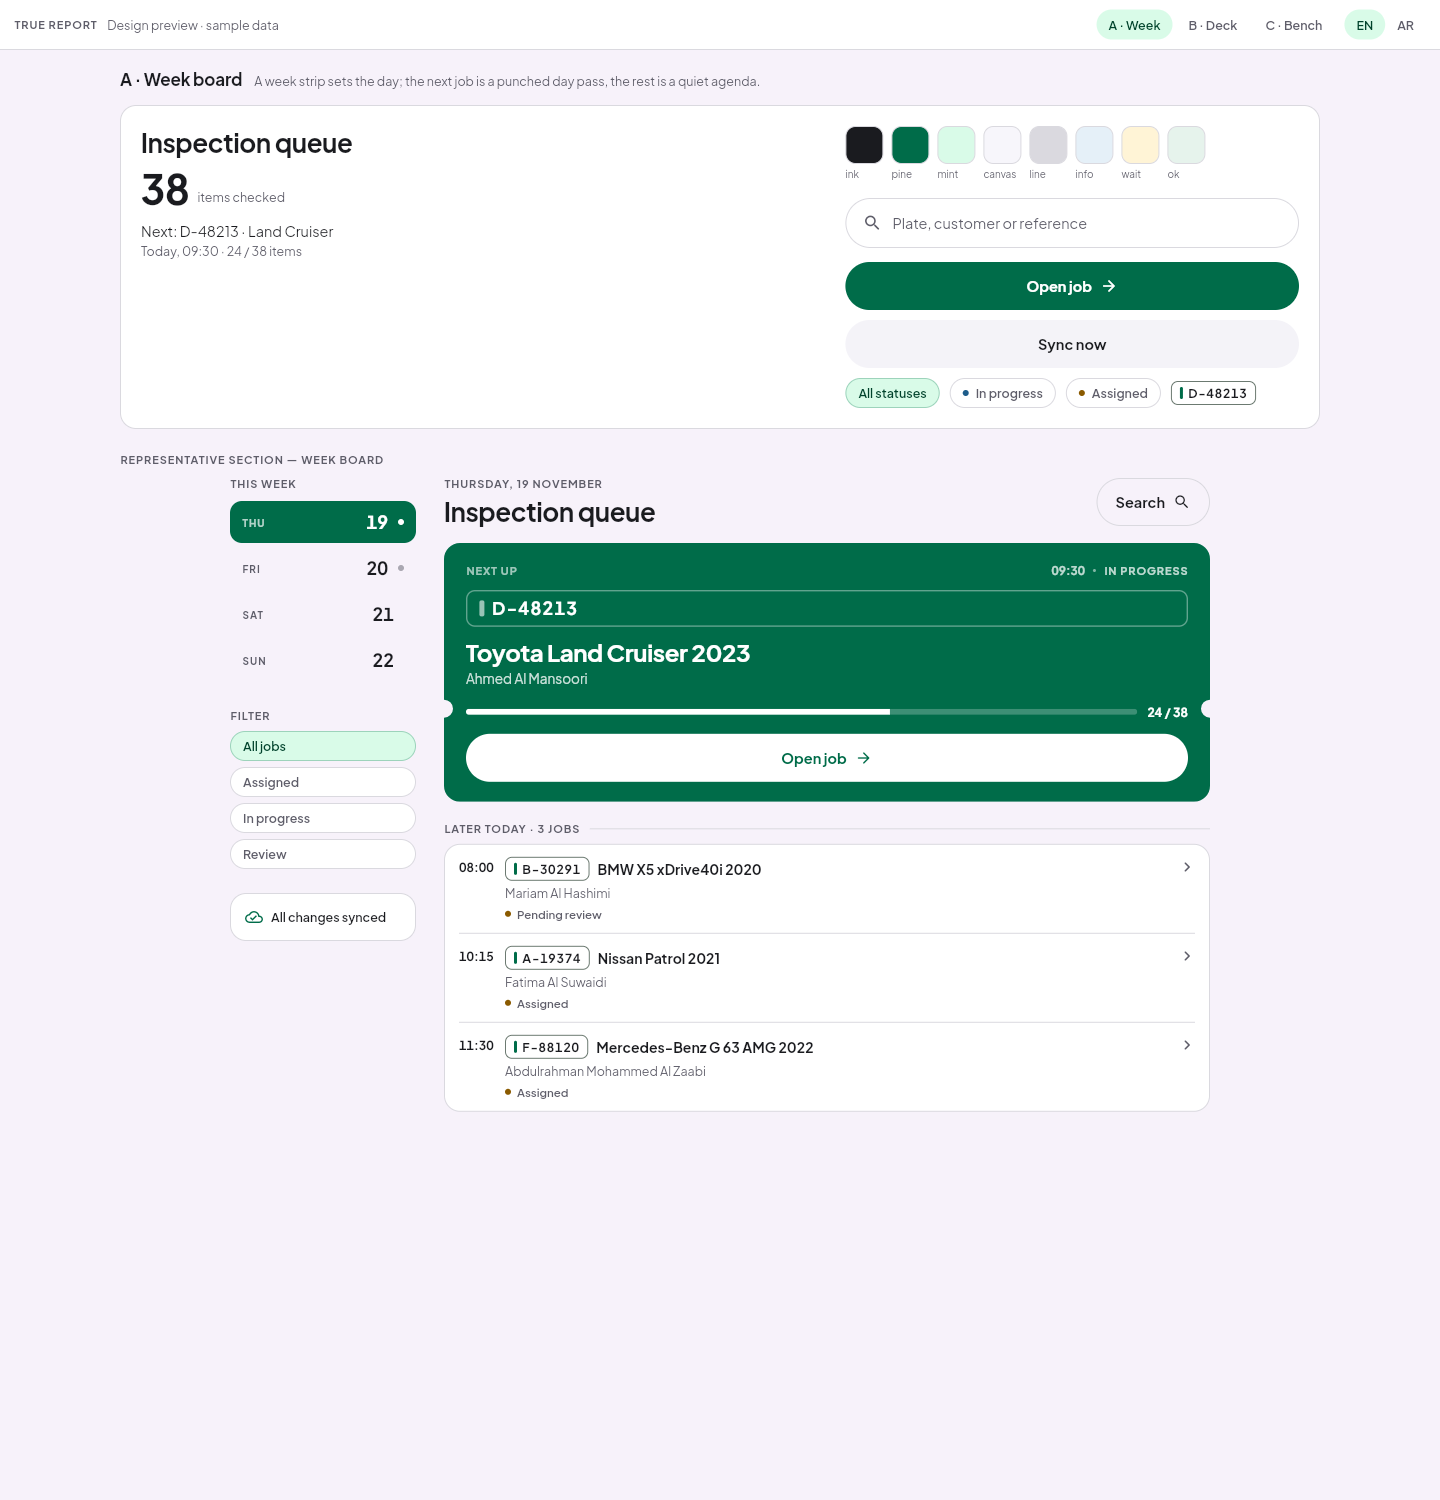 TRUE REPORT Design preview · sample data
A · Week B · Deck C · Bench EN AR
A · Week board A week strip sets the day; the next job is a punched day pass, the rest is a quiet agenda.
Inspection queue
38 items checked
Next: D-48213 · Land Cruiser
Today, 09:30 · 24 / 38 items
ink pine mint canvas line info wait ok
Plate, customer or reference
Open job
Sync now
All statuses In progress Assigned D-48213
REPRESENTATIVE SECTION — WEEK BOARD
THIS WEEK
THU 19
FRI 20
SAT 21
SUN 22
FILTER
All jobs
Assigned
In progress
Review
All changes synced
THURSDAY, 19 NOVEMBER
Inspection queue
Search
NEXT UP 09:30 • IN PROGRESS
D-48213
Toyota Land Cruiser 2023
Ahmed Al Mansoori
24 / 38
Open job
LATER TODAY · 3 JOBS
08:00 B-30291 BMW X5 xDrive40i 2020
Mariam Al Hashimi
Pending review
10:15 A-19374 Nissan Patrol 2021
Fatima Al Suwaidi
Assigned
11:30 F-88120 Mercedes-Benz G 63 AMG 2022
Abdulrahman Mohammed Al Zaabi
Assigned